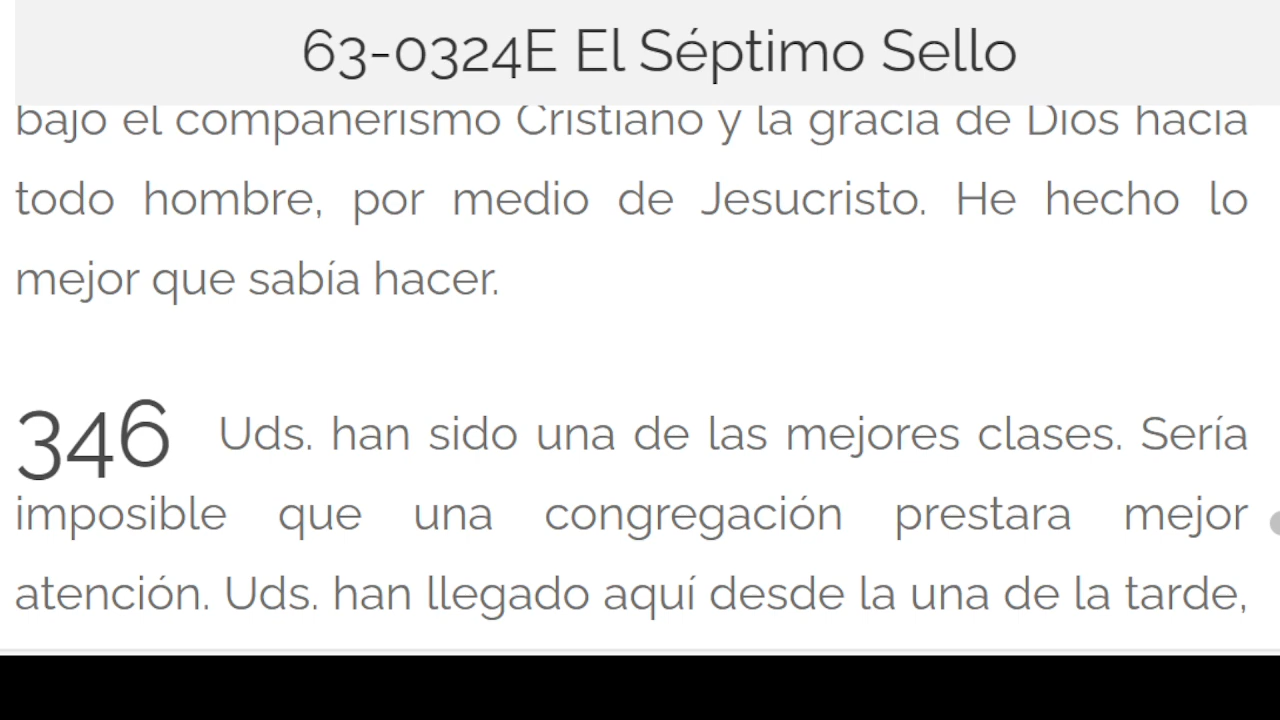 63-0324E El Séptimo Sello
bajo el compañerismo Cristiano y la gracia de Dios hacia
todo hombre, por medio de Jesucristo. He hecho lo
mejor que sabía hacer.
346 Uds. han sido una de las mejores clases. Sería
imposible que una congregación prestara mejor
atención. Uds. han llegado aquí desde la una de la tarde,